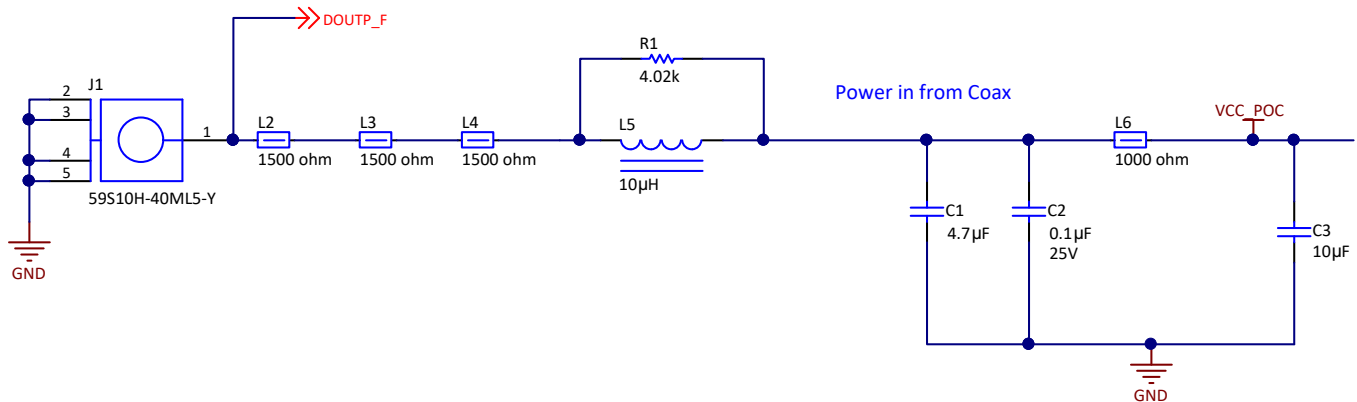 DOUTP_F
R1
4.02k
J1
2
3
4
5
1
59S10H-40ML5-Y
GND
L2
1500 ohm
L3
1500 ohm
L4
1500 ohm
L5
10µH
Power in from Coax
L6
1000 ohm
VCC_POC
C1
4.7µF
C2
0.1µF
25V
C3
10µF
GND